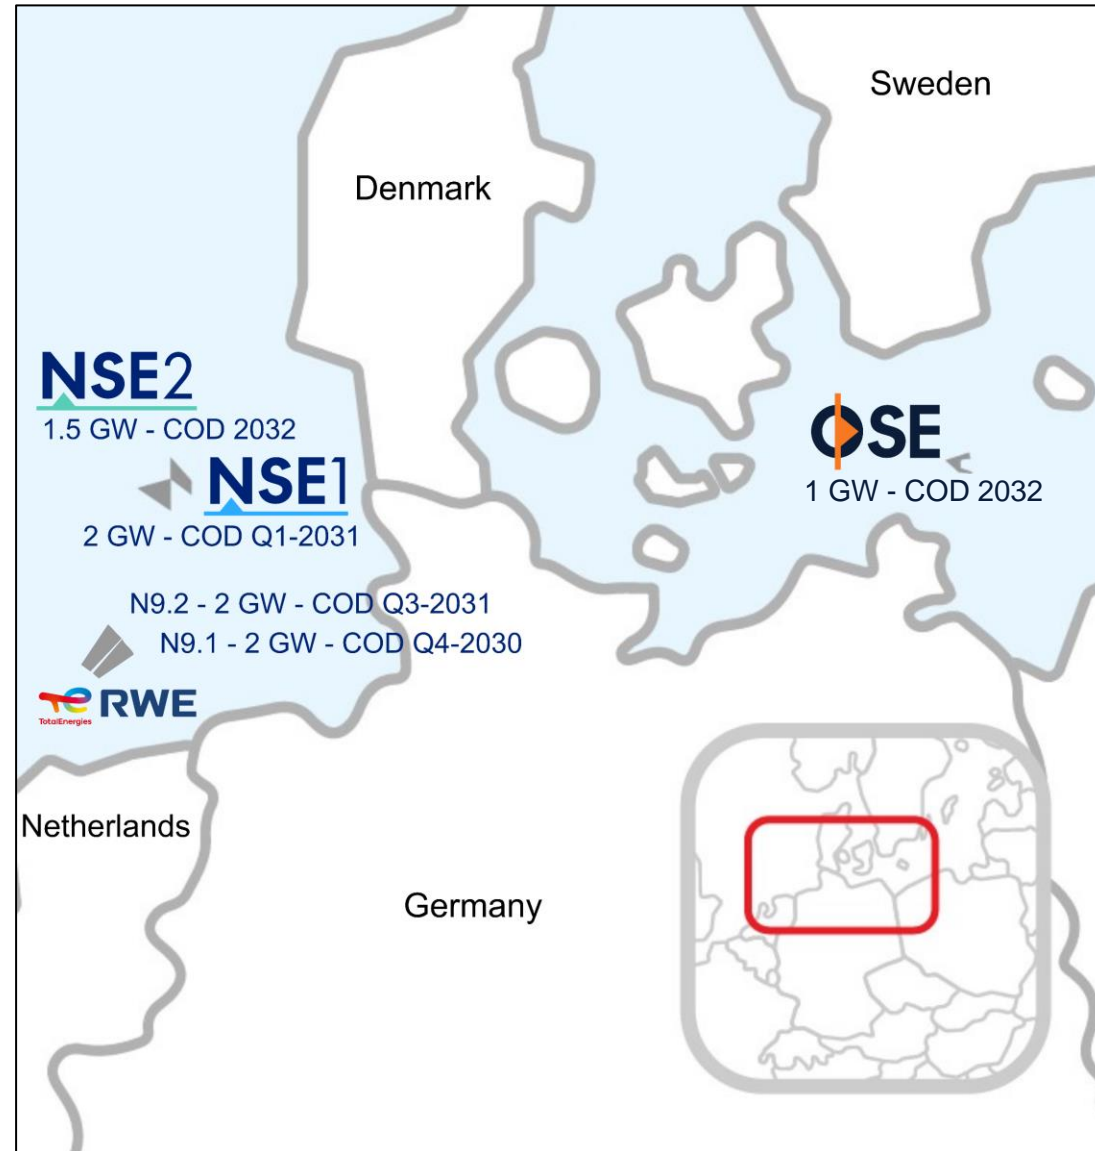 Sweden
Denmark
NSE2
1.5 GW - COD 2032
NSE1
2 GW - COD Q1-2031
OSE
1 GW - COD 2032
N9.2 - 2 GW - COD Q3-2031
N9.1 - 2 GW - COD Q4-2030
TotalEnergies
RWE
Netherlands
Germany